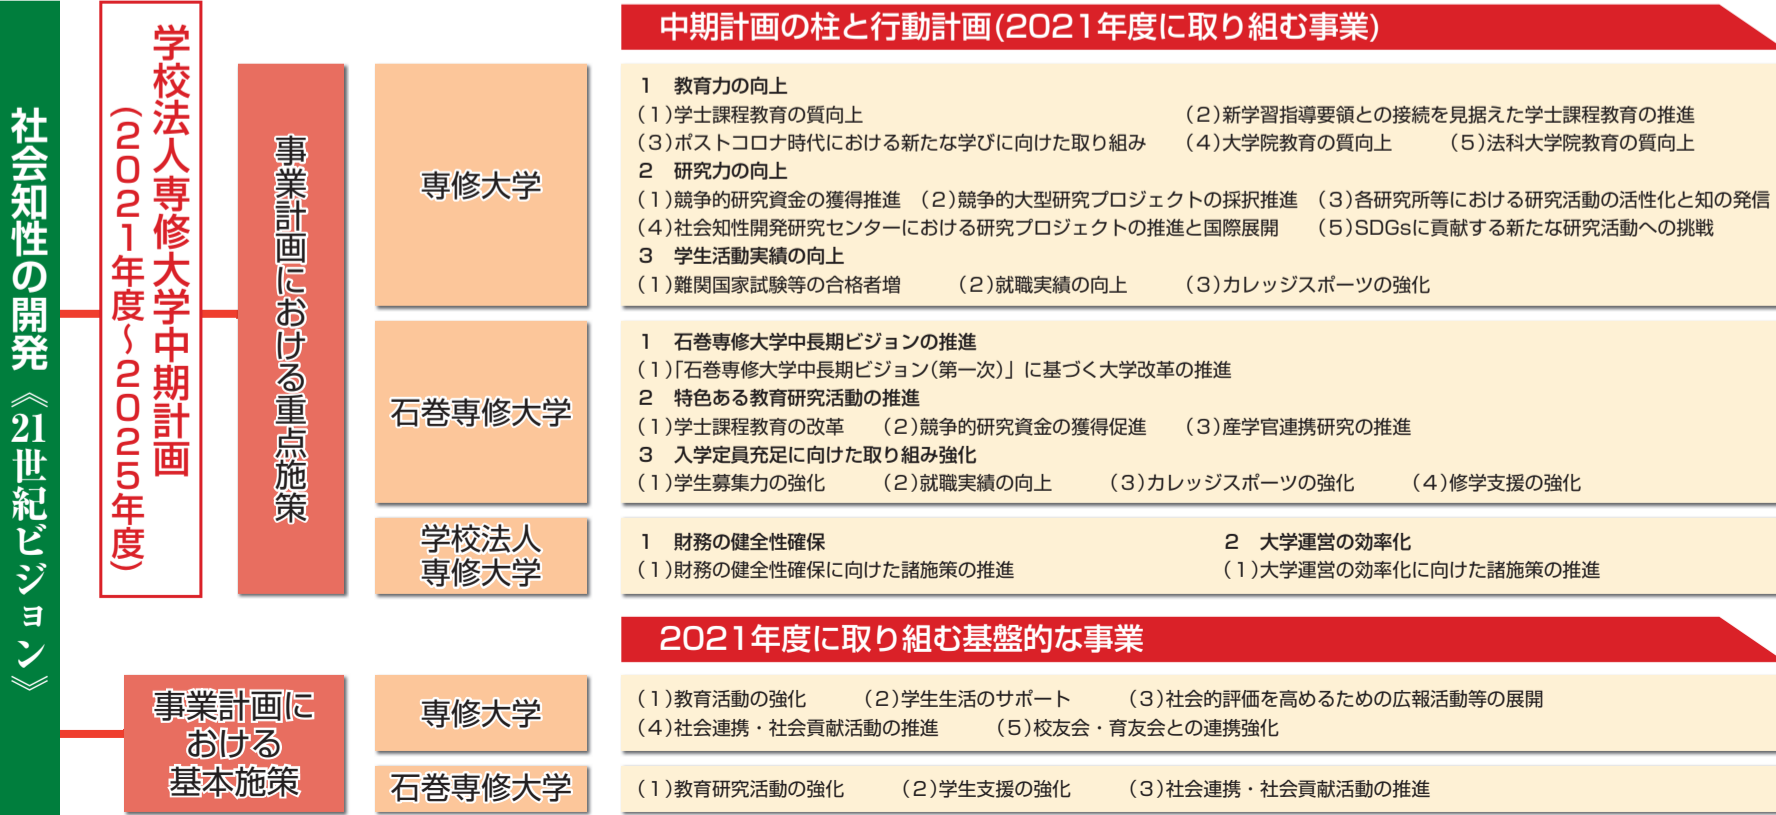 社会知性の開発《21世紀ビジョン》
学校法人専修大学中期計画
(2021年度~2025年度)
事業計画における重点施策
中期計画の柱と行動計画(2021年度に取り組む事業)
専修大学
1 教育力の向上
(1)学士課程教育の質向上 (2)新学習指導要領との接続を見据えた学士課程教育の推進
(3)ポストコロナ時代における新たな学びに向けた取り組み (4)大学院教育の質向上 (5)法科大学院教育の質向上
2 研究力の向上
(1)競争的研究資金の獲得推進 (2)競争的大型研究プロジェクトの採択推進 (3)各研究所等における研究活動の活性化と知の発信
(4)社会知性開発研究センターにおける研究プロジェクトの推進と国際展開 (5)SDGsに貢献する新たな研究活動への挑戦
3 学生活動実績の向上
(1)難関国家試験等の合格者増 (2)就職実績の向上 (3)カレッジスポーツの強化
石巻専修大学
1 石巻専修大学中長期ビジョンの推進
(1)「石巻専修大学中長期ビジョン(第一次)」に基づく大学改革の推進
2 特色ある教育研究活動の推進
(1)学士課程教育の改革 (2)競争的研究資金の獲得促進 (3)産学官連携研究の推進
3 入学定員充足に向けた取り組み強化
(1)学生募集力の強化 (2)就職実績の向上 (3)カレッジスポーツの強化 (4)修学支援の強化
学校法人
専修大学
1 財務の健全性確保 2 大学運営の効率化
(1)財務の健全性確保に向けた諸施策の推進 (1)大学運営の効率化に向けた諸施策の推進
2021年度に取り組む基盤的な事業
事業計画に
おける
基本施策
専修大学
(1)教育活動の強化 (2)学生生活のサポート (3)社会的評価を高めるための広報活動等の展開
(4)社会連携・社会貢献活動の推進 (5)校友会・育友会との連携強化
石巻専修大学
(1)教育研究活動の強化 (2)学生支援の強化 (3)社会連携・社会貢献活動の推進